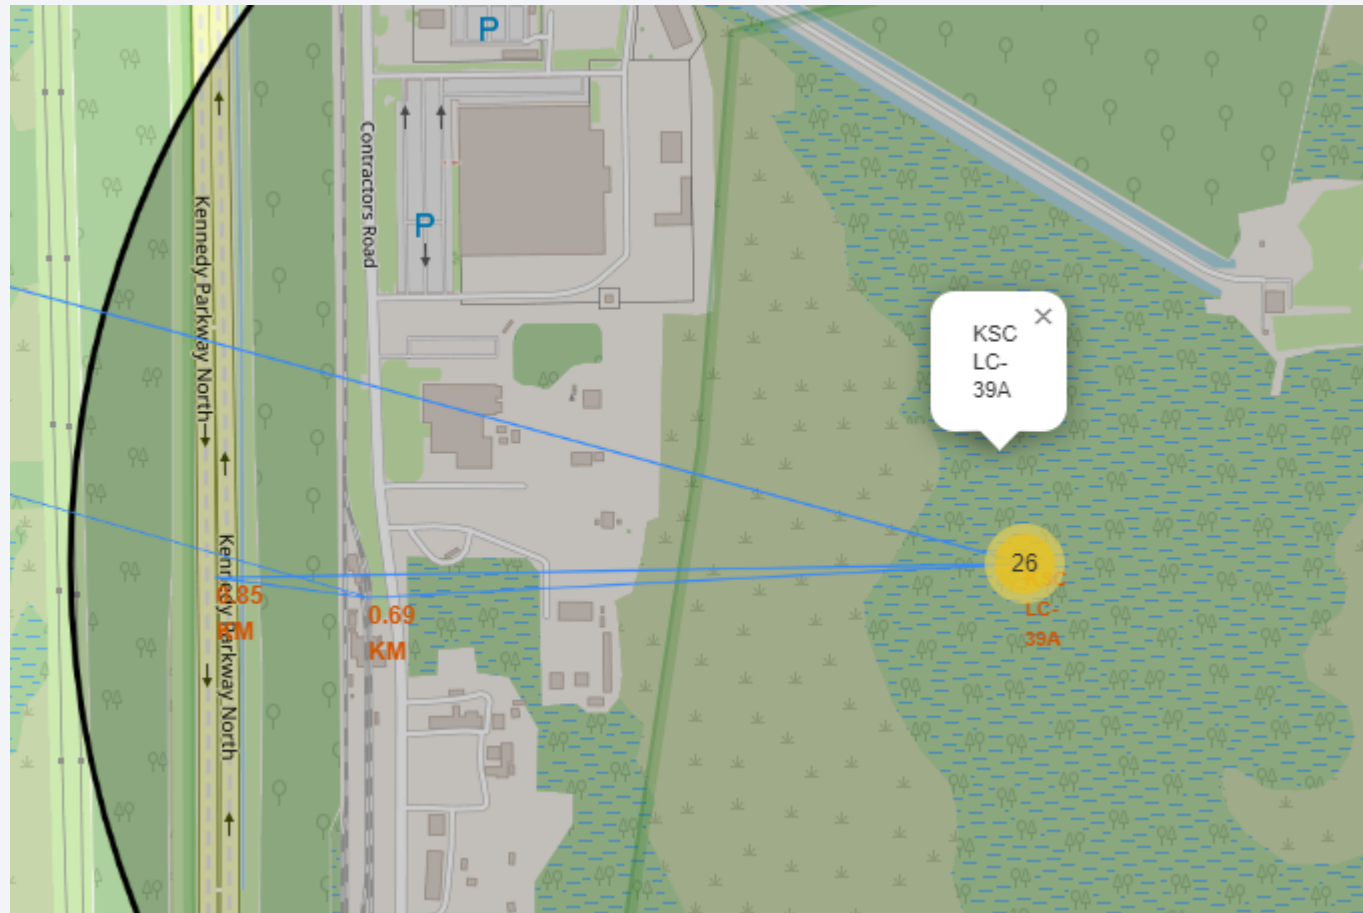 P
Contractors Road
P
Kennedy Parkway North
KSC
LC-
39A
26
KSC
LC-
39A
Kennedy Parkway North
0.85
KM
0.69
KM